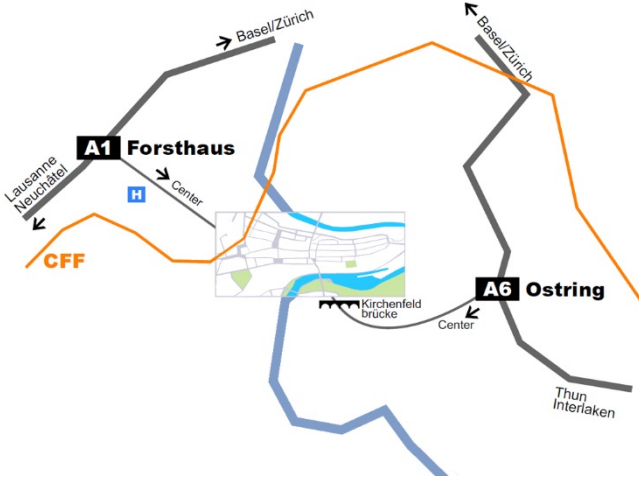 Basel/Zürich
Basel/Zürich
A1 Forsthaus
Lausanne
Neuchâtel
H
Center
CFF
A6 Ostring
Kirchenfeld
brücke
Center
Thun
Interlaken